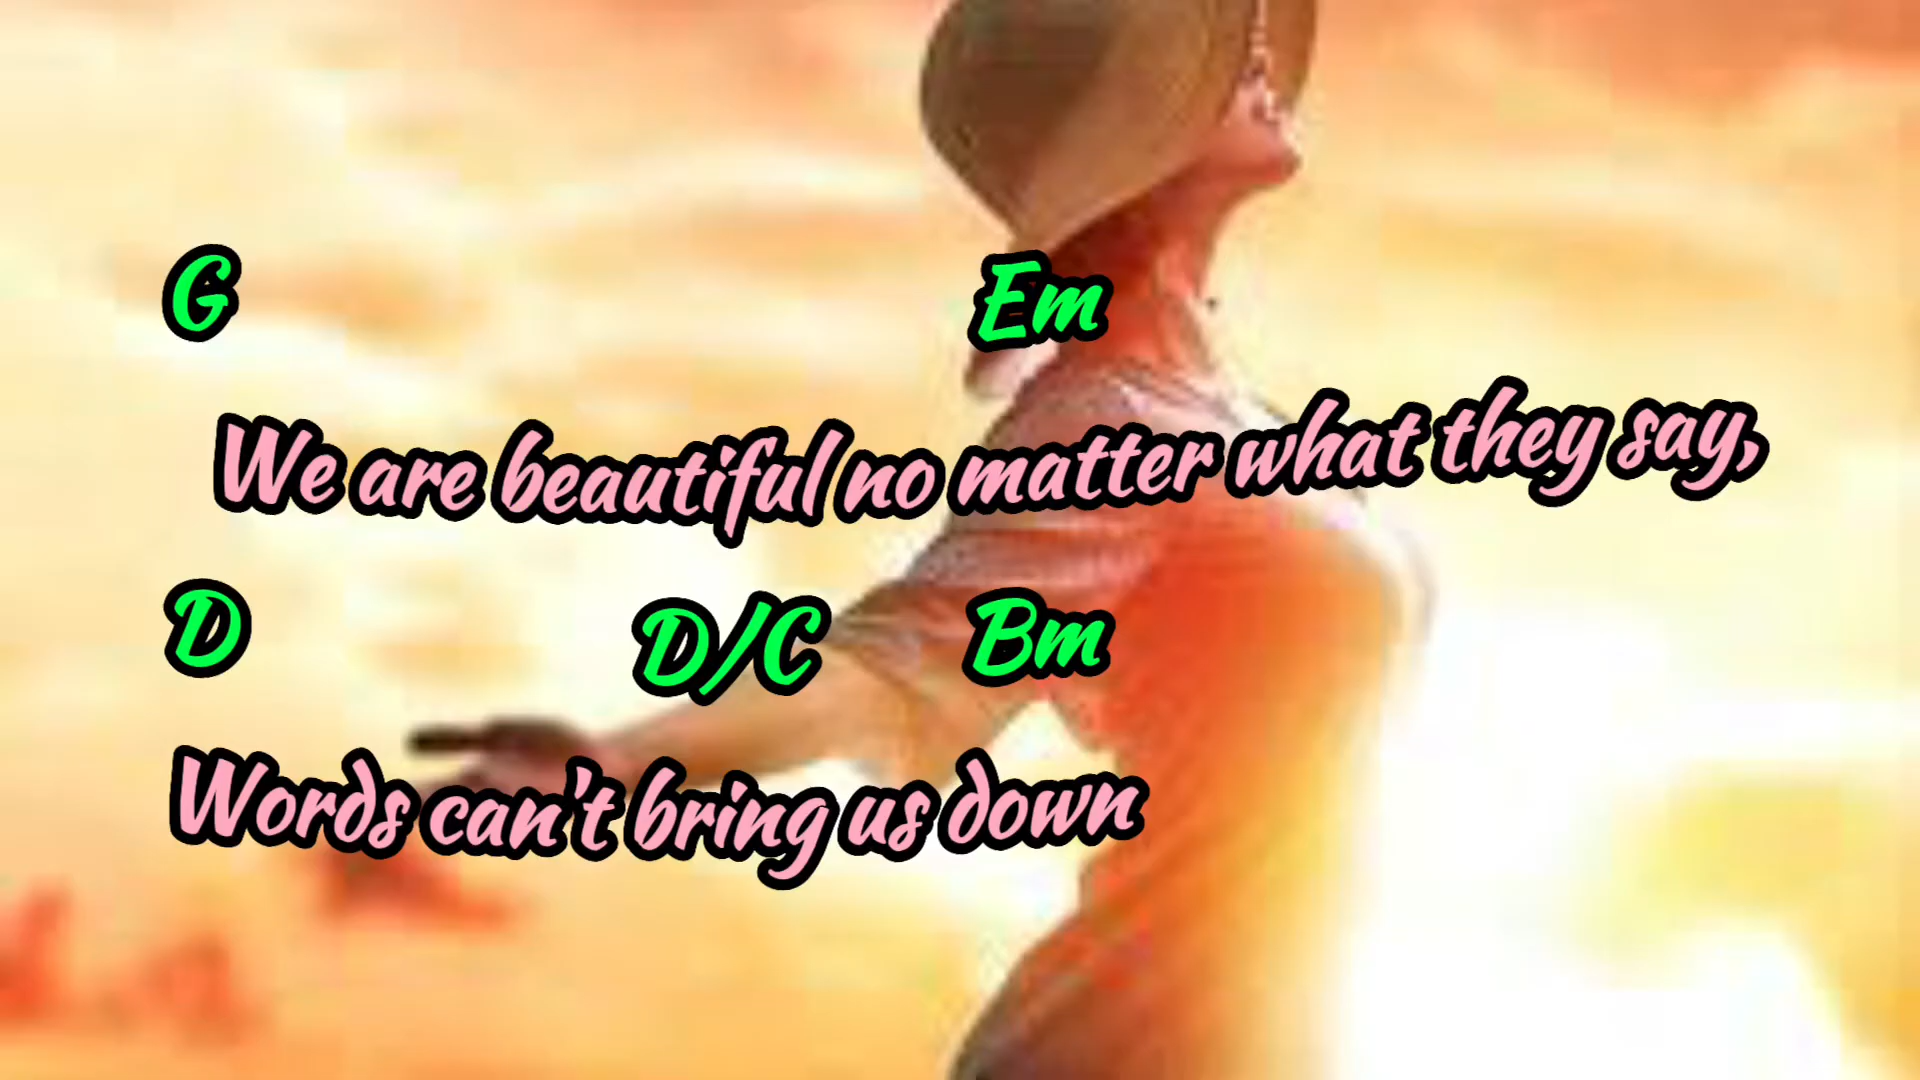 G Em
We are beautiful no matter what they say,
D D/C Bm
Words can't bring us down